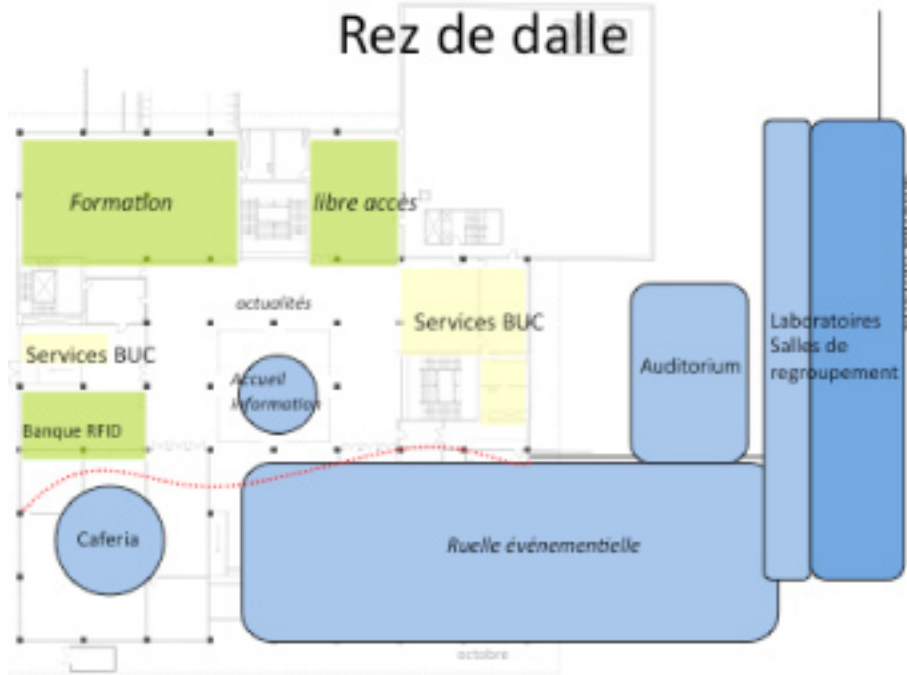 Rez de dalle
Formation
libre accès
actualités
Services BUC
Services BUC
Accueil
information
Auditorium
Laboratoires
Salles de
regroupement
Banque RFID
Caferia
Ruelle événementielle
octobre